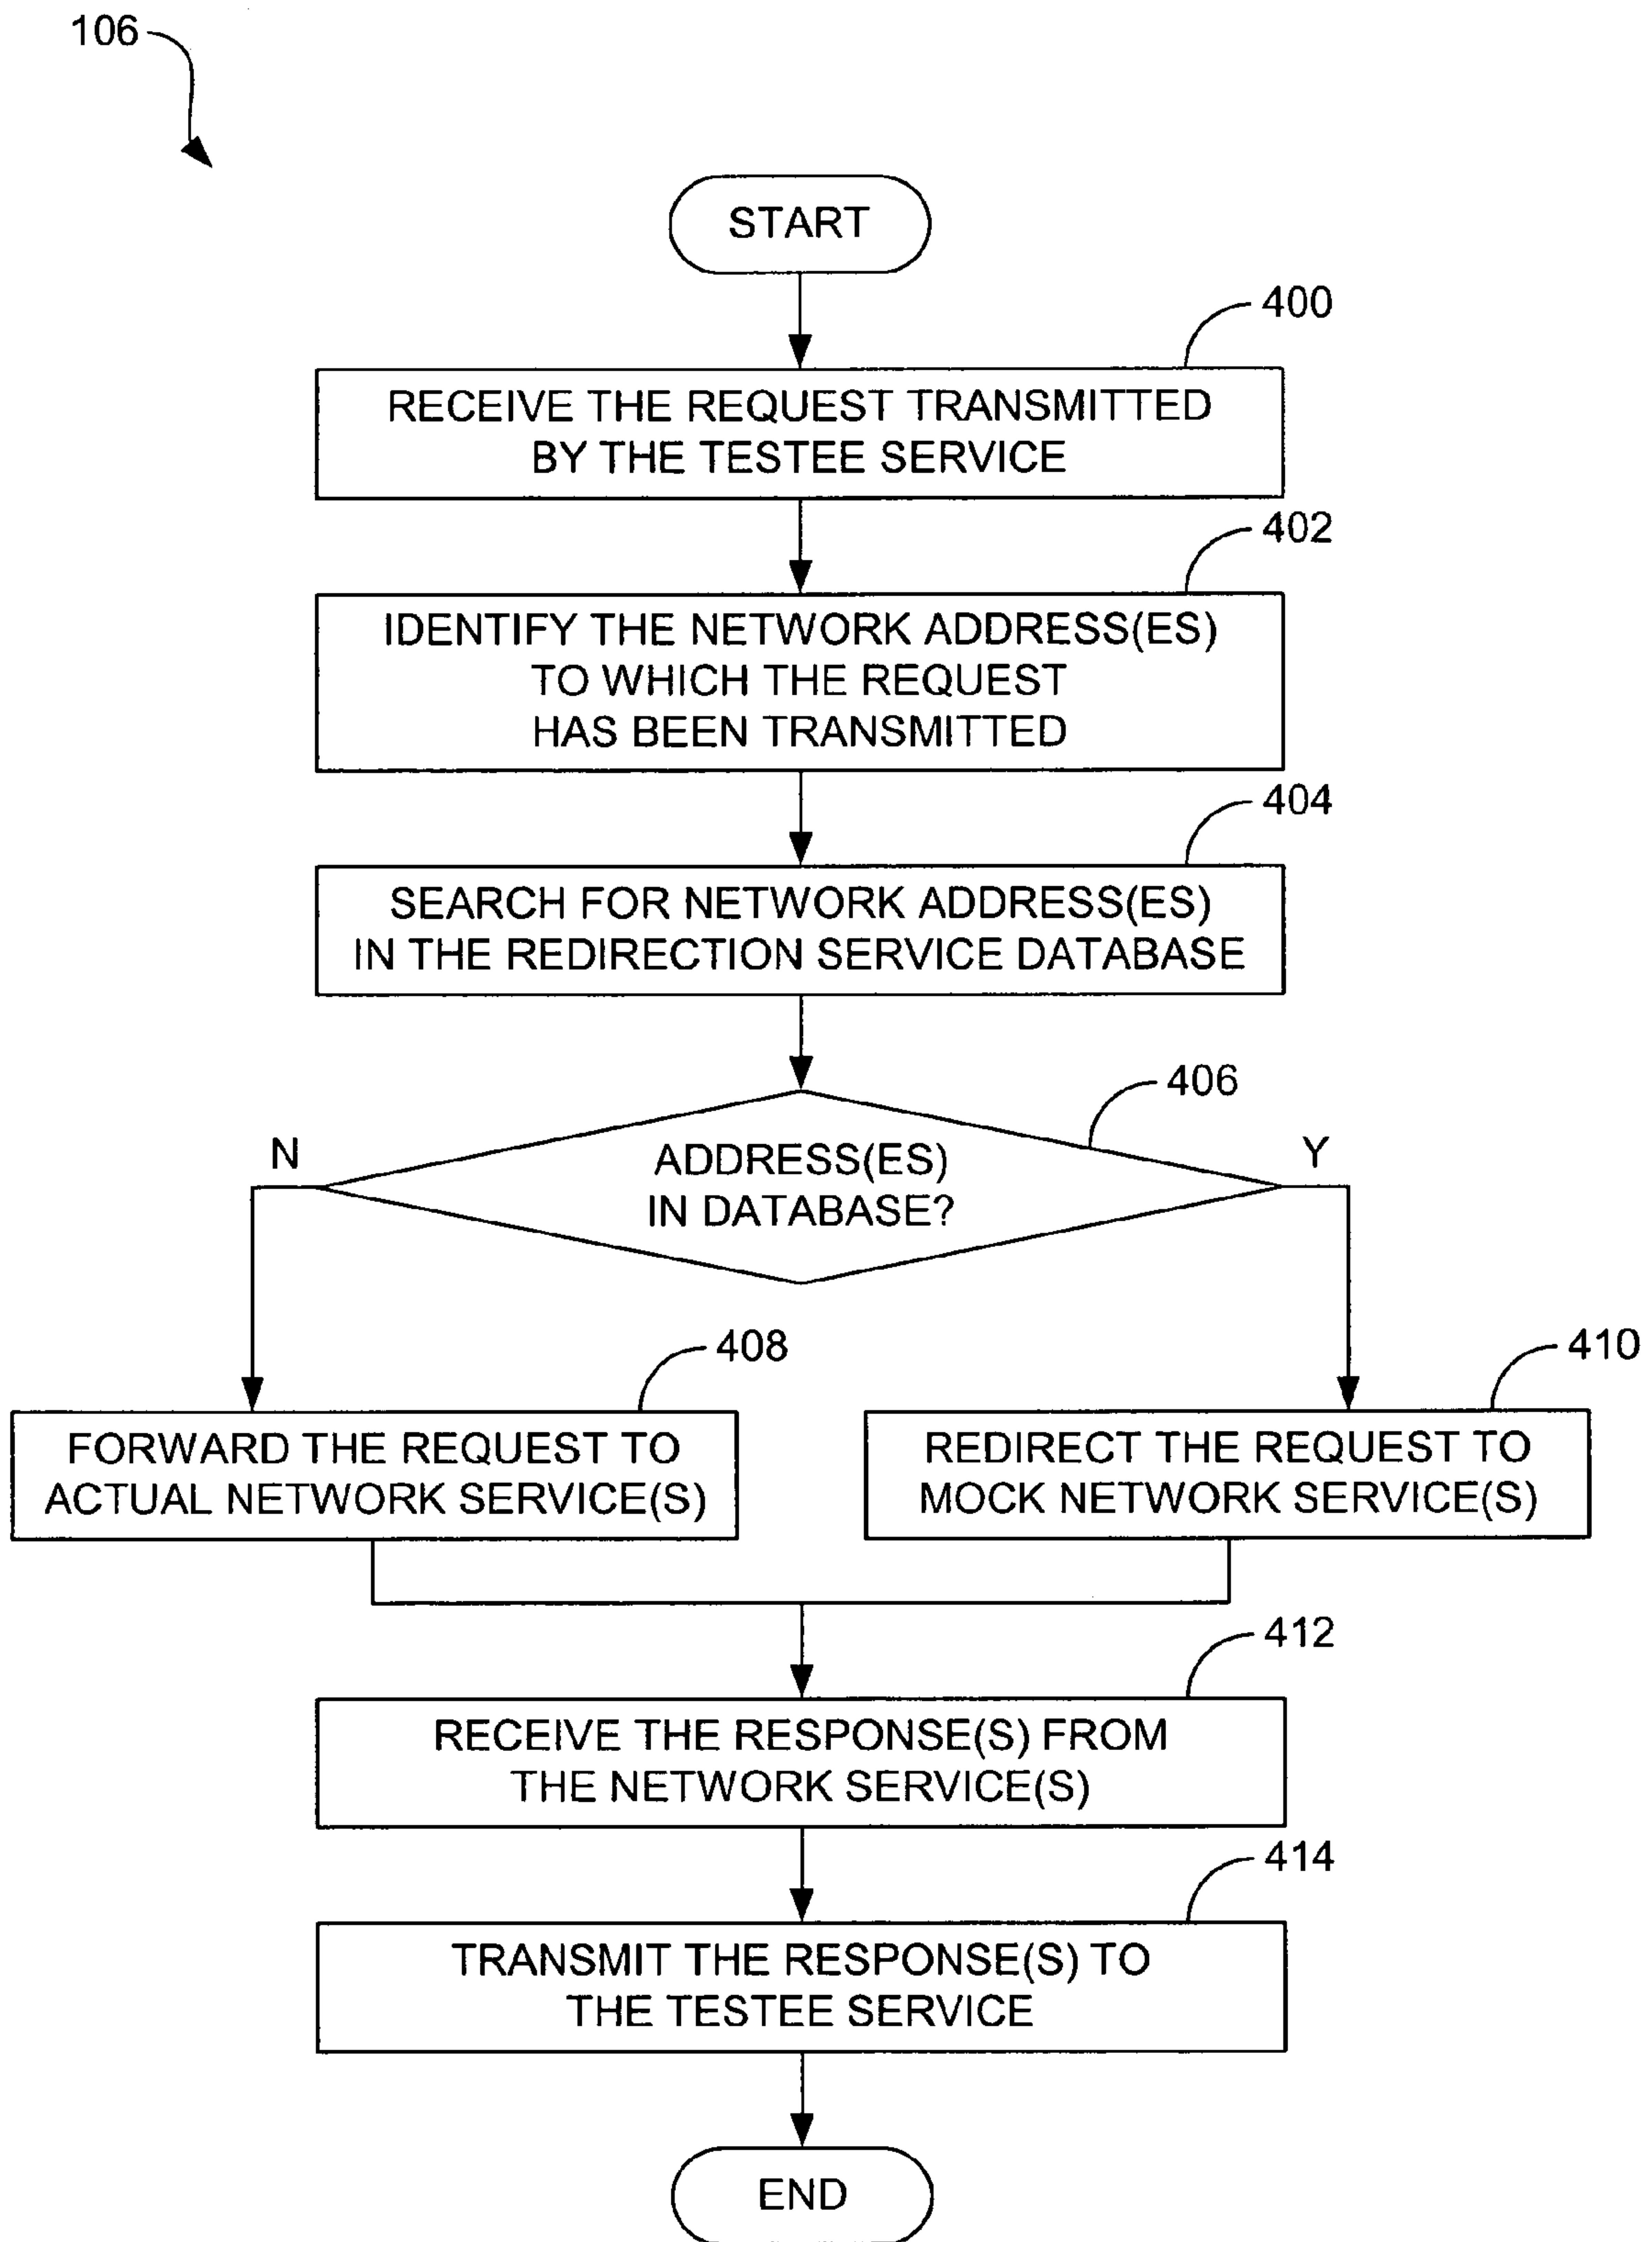 106
START
400
RECEIVE THE REQUEST TRANSMITTED
BY THE TESTEE SERVICE
402
IDENTIFY THE NETWORK ADDRESS(ES)
TO WHICH THE REQUEST
HAS BEEN TRANSMITTED
404
SEARCH FOR NETWORK ADDRESS(ES)
IN THE REDIRECTION SERVICE DATABASE
406
N
ADDRESS(ES)
IN DATABASE?
Y
408
FORWARD THE REQUEST TO
ACTUAL NETWORK SERVICE(S)
410
REDIRECT THE REQUEST TO
MOCK NETWORK SERVICE(S)
412
RECEIVE THE RESPONSE(S) FROM
THE NETWORK SERVICE(S)
414
TRANSMIT THE RESPONSE(S) TO
THE TESTEE SERVICE
END